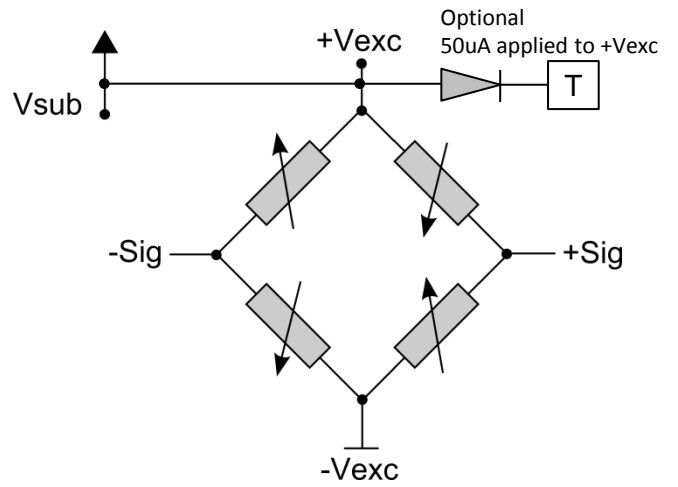 Optional
50uA applied to +Vexc
+Vexc
T
Vsub
-Sig
+Sig
-Vexc